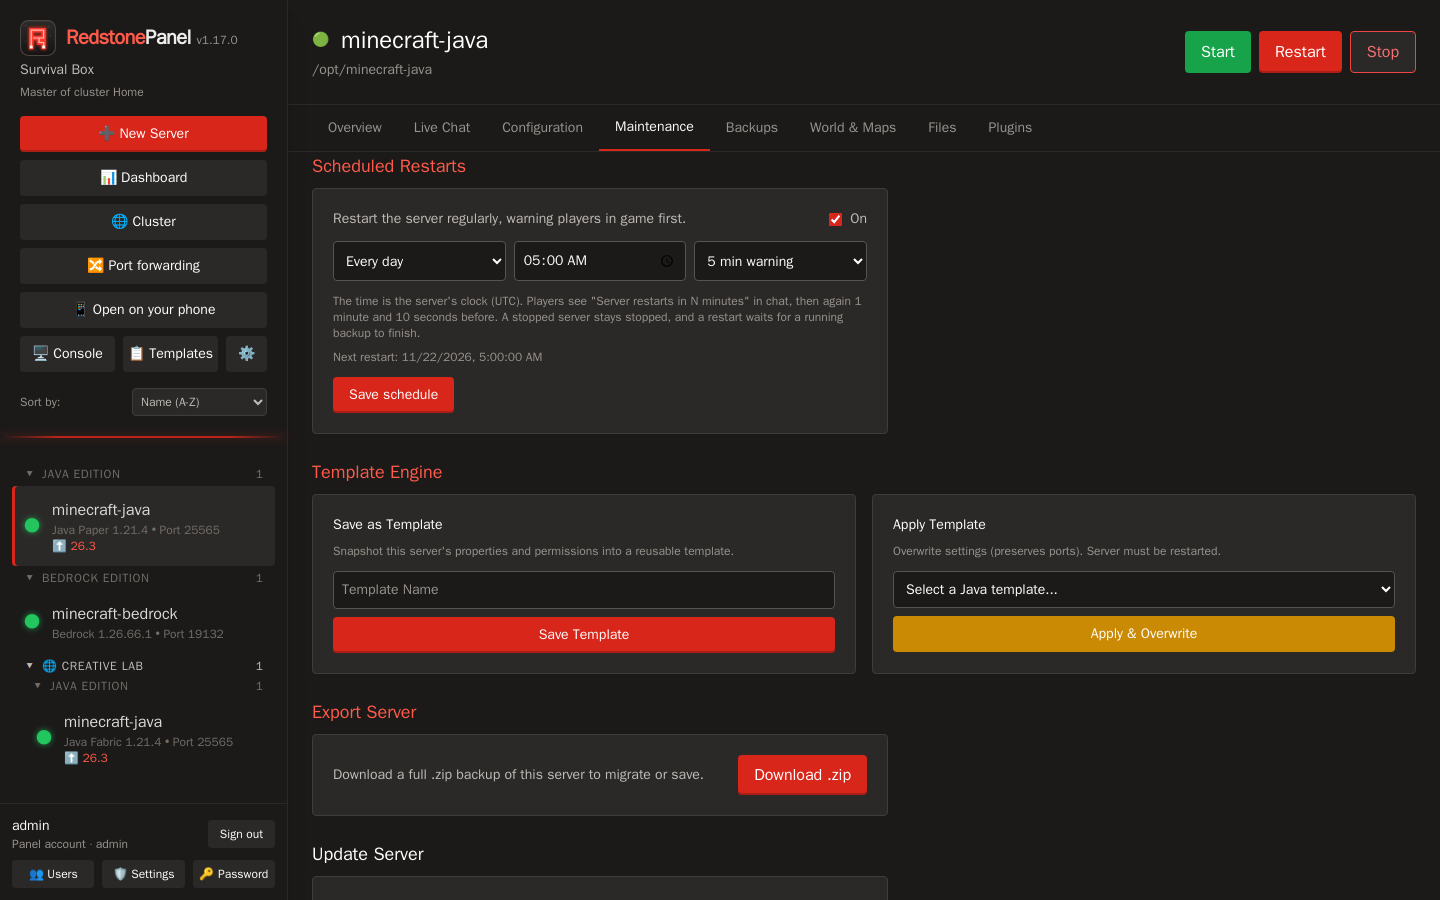 RedstonePanel v1.17.0
Survival Box
Master of cluster Home
➕ New Server
📊 Dashboard
🌐 Cluster
🔀 Port forwarding
📱 Open on your phone
🖥️ Console
📋 Templates
⚙️
Sort by:
Name (A-Z)
▼ JAVA EDITION 1
minecraft-java
Java Paper 1.21.4 • Port 25565
⬆️ 26.3
▼ BEDROCK EDITION 1
minecraft-bedrock
Bedrock 1.26.66.1 • Port 19132
▼ 🌐 CREATIVE LAB 1
▼ JAVA EDITION 1
minecraft-java
Java Fabric 1.21.4 • Port 25565
⬆️ 26.3
admin
Panel account · admin
Sign out
👥 Users
🛡️ Settings
🔑 Password
minecraft-java
/opt/minecraft-java
Start
Restart
Stop
Overview
Live Chat
Configuration
Maintenance
Backups
World & Maps
Files
Plugins
Scheduled Restarts
Restart the server regularly, warning players in game first.
On
Every day
05:00 AM
5 min warning
The time is the server's clock (UTC). Players see "Server restarts in N minutes" in chat, then again 1
minute and 10 seconds before. A stopped server stays stopped, and a restart waits for a running
backup to finish.
Next restart: 11/22/2026, 5:00:00 AM
Save schedule
Template Engine
Save as Template
Snapshot this server's properties and permissions into a reusable template.
Template Name
Save Template
Apply Template
Overwrite settings (preserves ports). Server must be restarted.
Select a Java template...
Apply & Overwrite
Export Server
Download a full .zip backup of this server to migrate or save.
Download .zip
Update Server